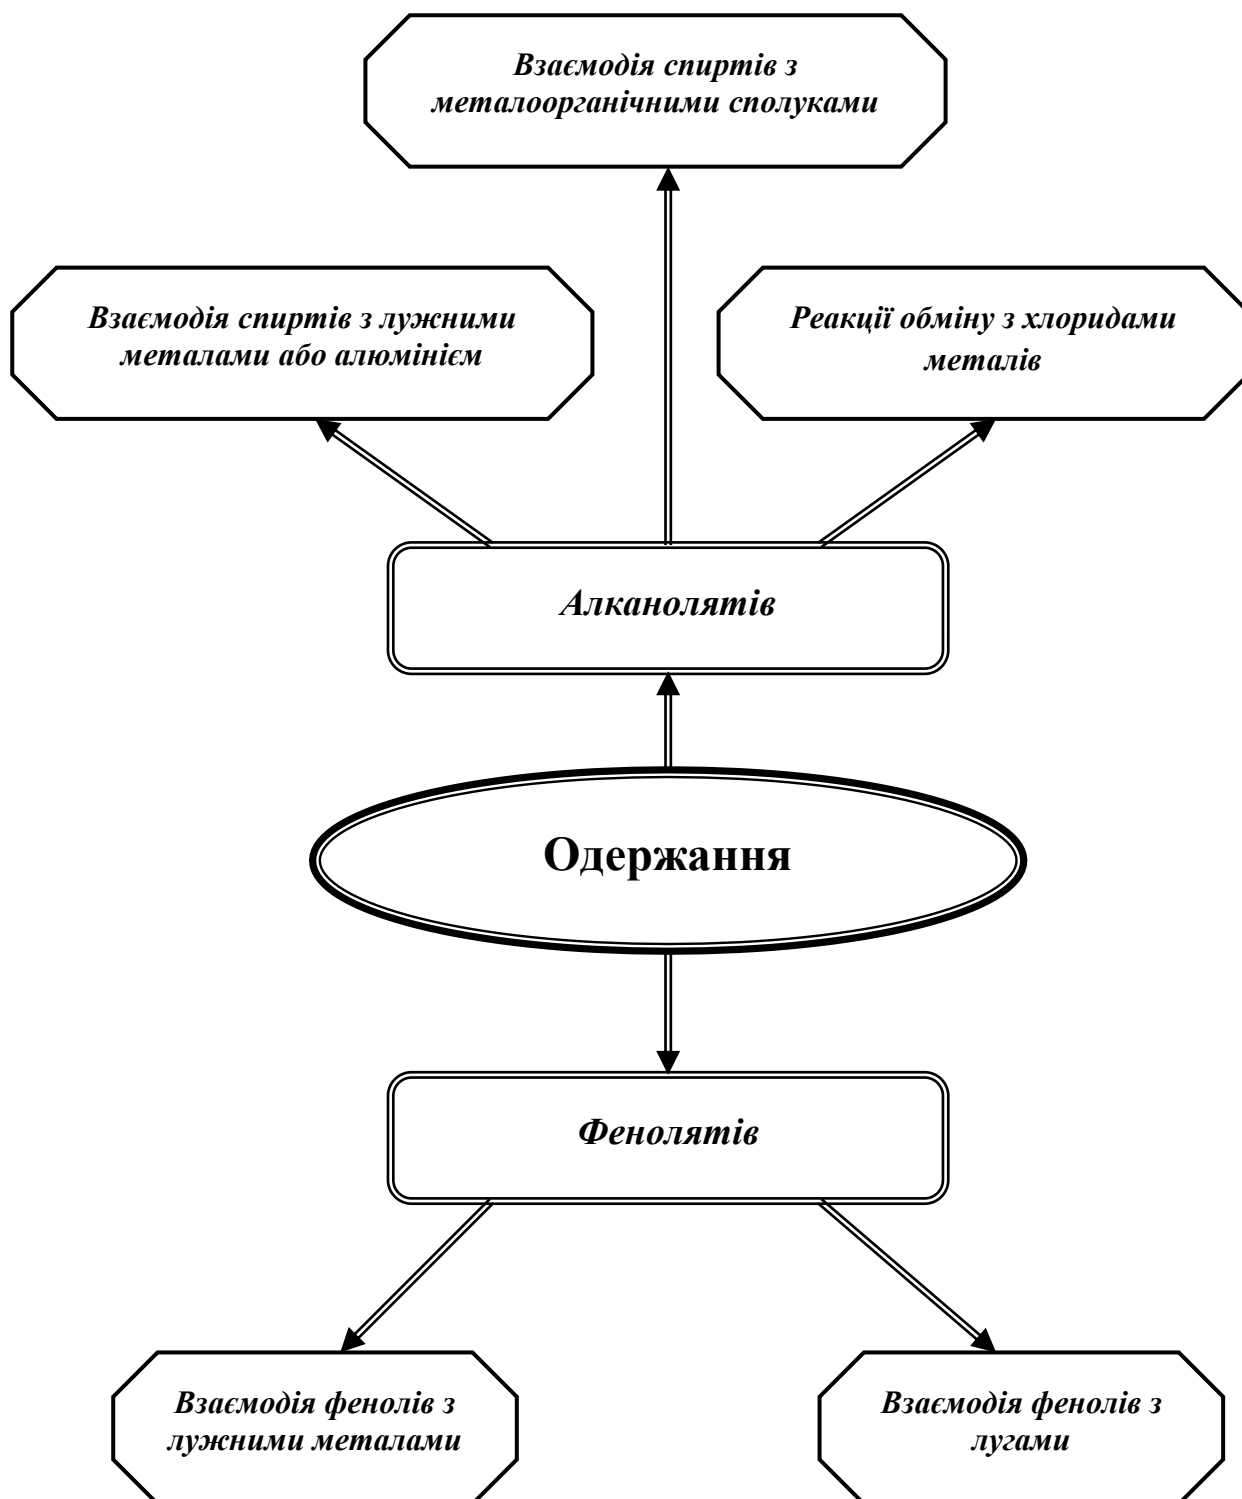 Взаємодія спиртів з
металоорганічними сполуками
Взаємодія спиртів з лужними
металами або алюмінієм
Реакції обміну з хлоридами
металів
Алканолятів
Одержання
Фенолятів
Взаємодія фенолів з
лужними металами
Взаємодія фенолів з
лугами